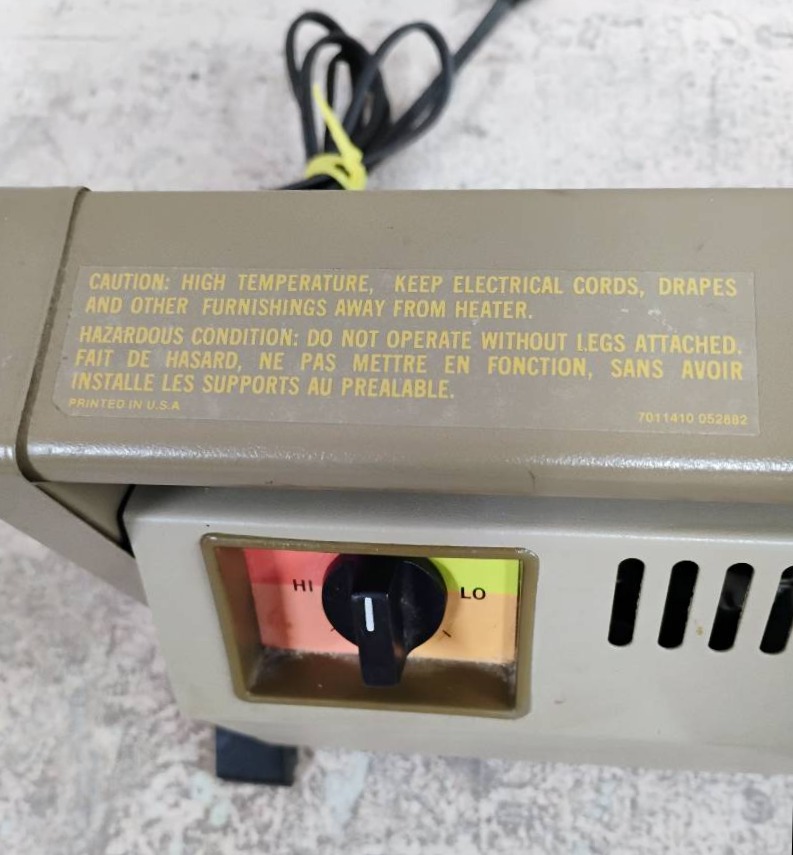 CAUTION: HIGH TEMPERATURE, KEEP ELECTRICAL CORDS, DRAPES
AND OTHER FURNISHINGS AWAY FROM HEATER.
HAZARDOUS CONDITION: DO NOT OPERATE WITHOUT LEGS ATTACHED.
FAIT DE HASARD, NE PAS METTRE EN FONCTION, SANS AVOIR
INSTALLE LES SUPPORTS AU PREALABLE.
PRINTED IN U.S.A
7011410 052882
HI
LO